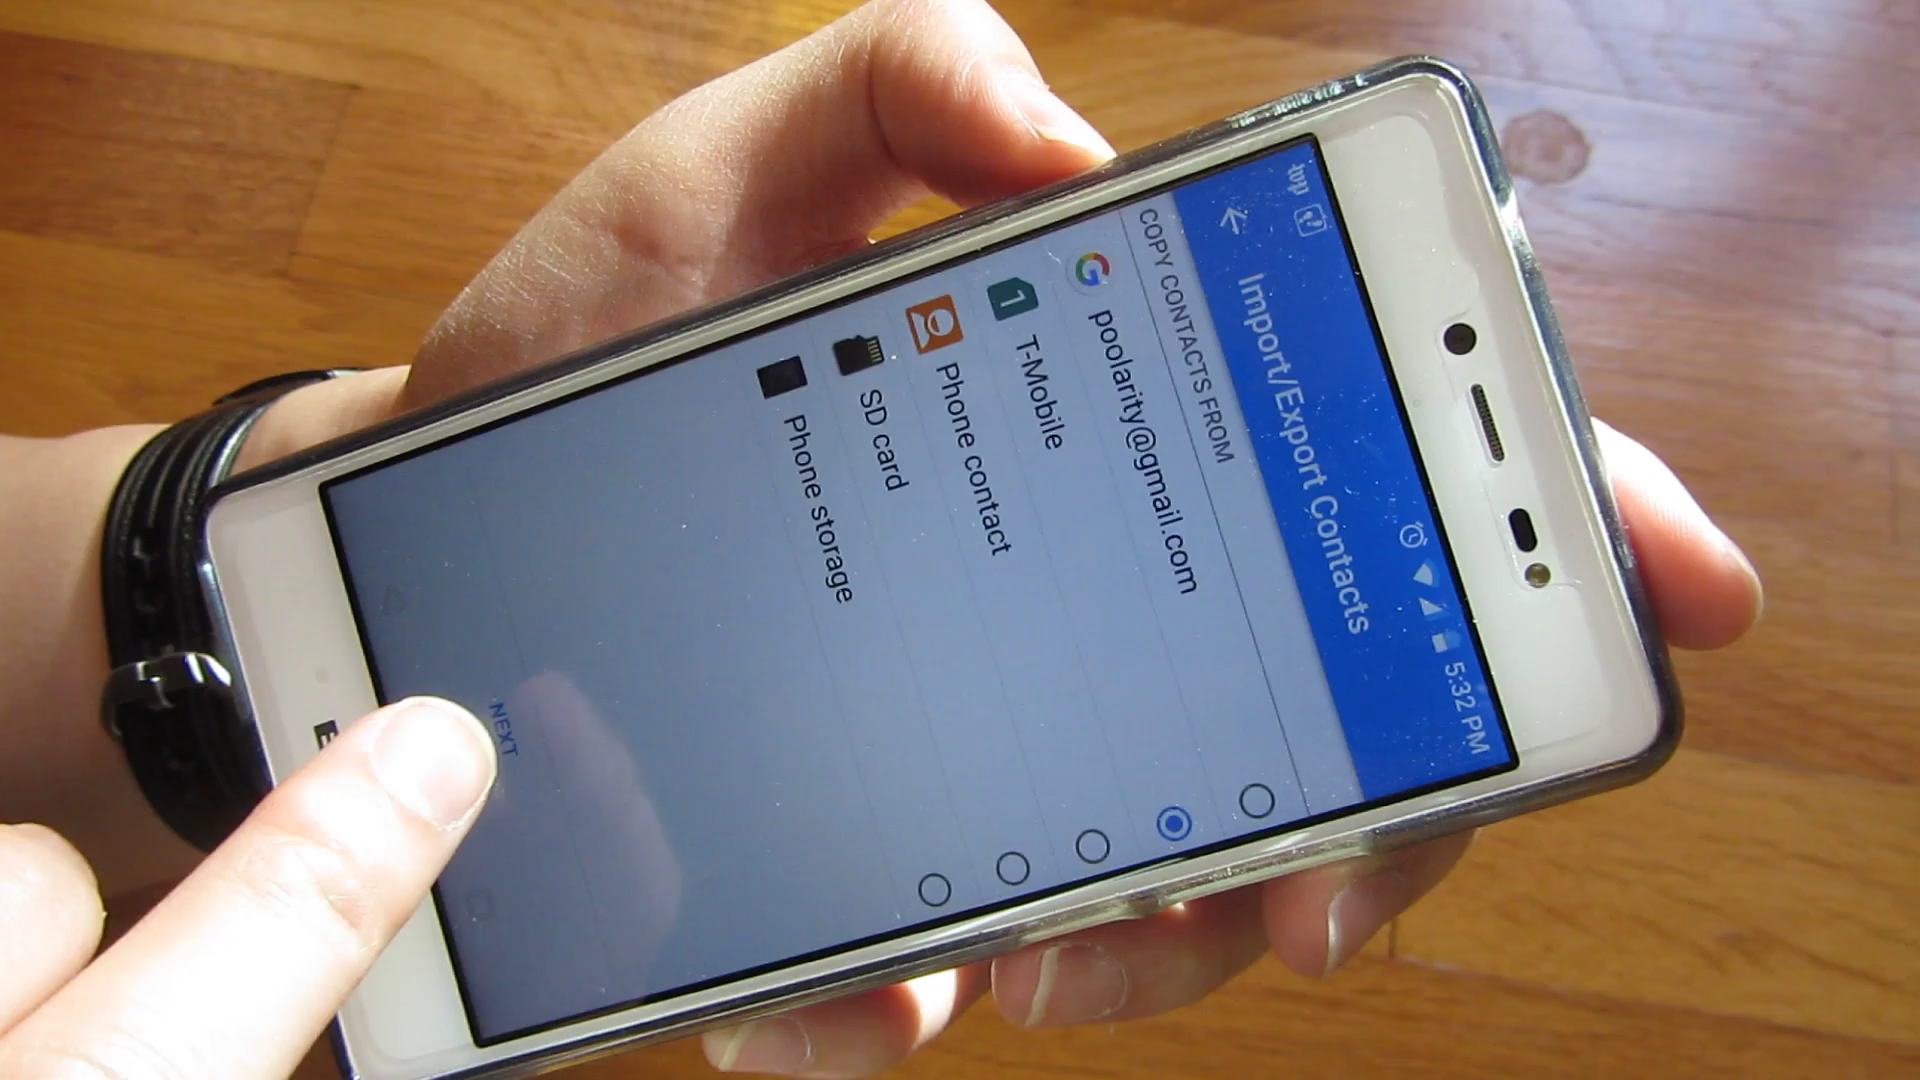 5:32 PM
Import/Export Contacts
COPY CONTACTS FROM
poolarity@gmail.com
1
T-Mobile
Phone contact
SD card
Phone storage
NEXT